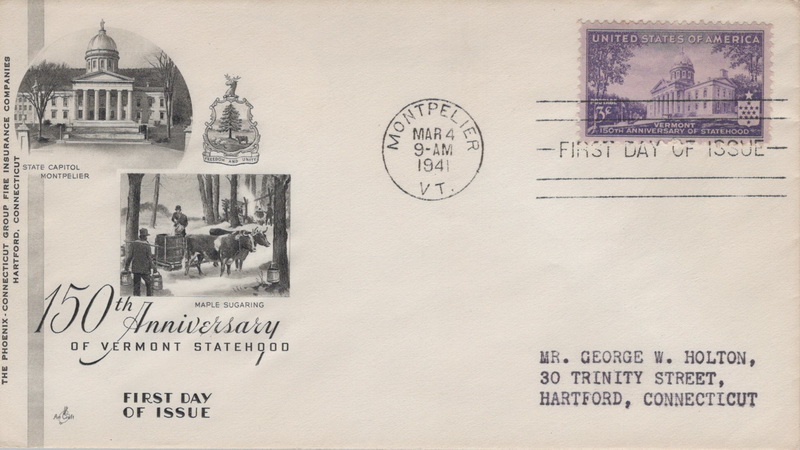 THE PHOENIX-CONNECTICUT GROUP FIRE INSURANCE COMPANIES
HARTFORD, CONNECTICUT
STATE CAPITOL
MONTPELIER
FREEDOM AND UNITY
MAPLE SUGARING
150th Anniversary
OF VERMONT STATEHOOD
FIRST DAY
OF ISSUE
Art Craft
MONTPELIER
MAR 4
9-AM
1941
VT.
UNITED STATES OF AMERICA
3¢
VERMONT
150TH ANNIVERSARY OF STATEHOOD
FIRST DAY OF ISSUE
MR. GEORGE W. HOLTON,
30 TRINITY STREET,
HARTFORD, CONNECTICUT